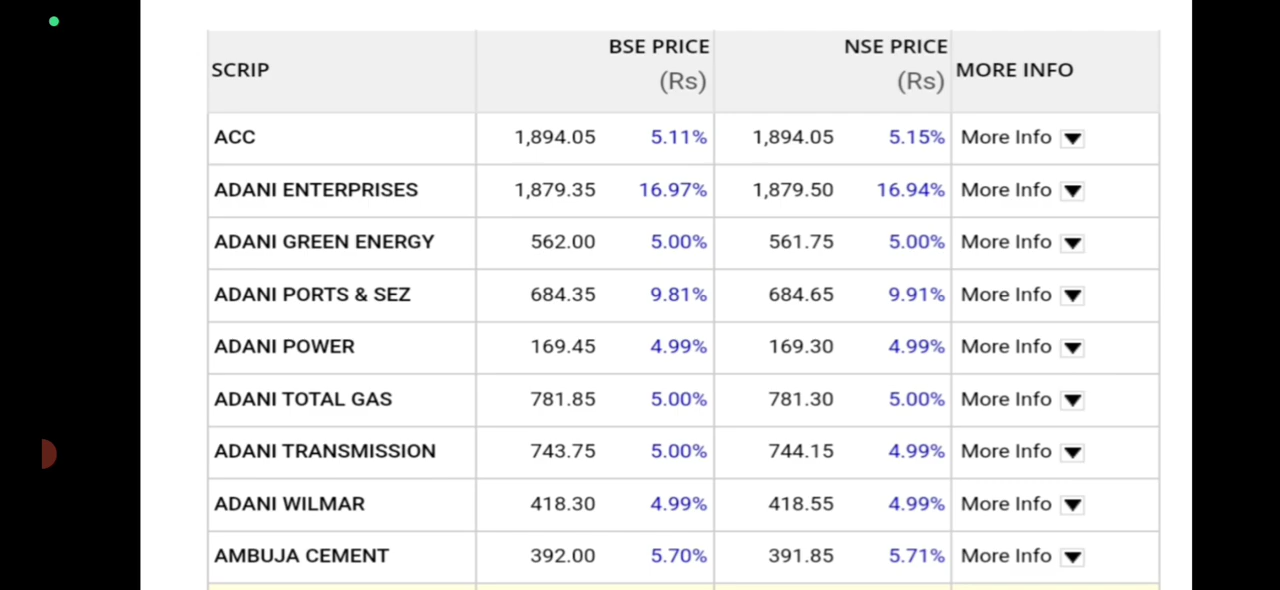 SCRIP BSE PRICE (Rs) NSE PRICE (Rs) MORE INFO
ACC 1,894.05 5.11% 1,894.05 5.15% More Info
ADANI ENTERPRISES 1,879.35 16.97% 1,879.50 16.94% More Info
ADANI GREEN ENERGY 562.00 5.00% 561.75 5.00% More Info
ADANI PORTS & SEZ 684.35 9.81% 684.65 9.91% More Info
ADANI POWER 169.45 4.99% 169.30 4.99% More Info
ADANI TOTAL GAS 781.85 5.00% 781.30 5.00% More Info
ADANI TRANSMISSION 743.75 5.00% 744.15 4.99% More Info
ADANI WILMAR 418.30 4.99% 418.55 4.99% More Info
AMBUJA CEMENT 392.00 5.70% 391.85 5.71% More Info